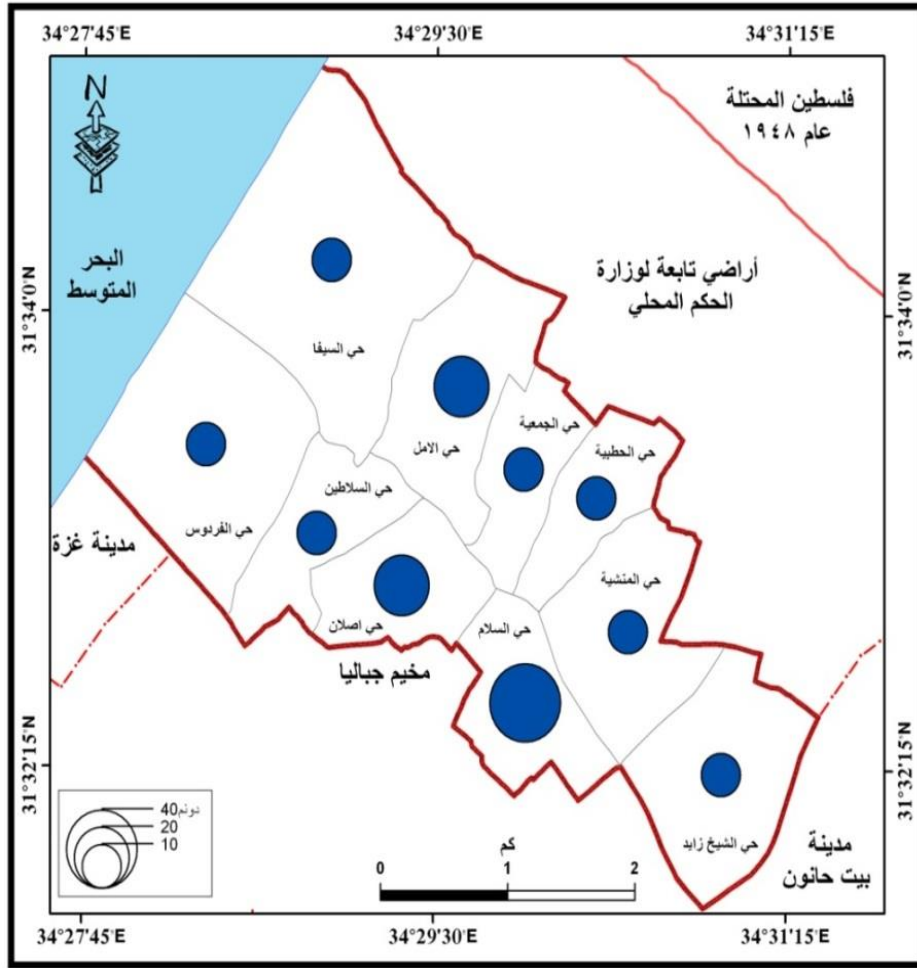 34°27'45"E
34°29'30"E
34°31'15"E
N
فلسطين المحتلة
عام ١٩٤٨
البحر
المتوسط
أراضي تابعة لوزارة
الحكم المحلي
31°34'0"N
31°34'0"N
حي السيفا
حي الامل
حي الجمعية
حي الحطبية
حي السلاطين
حي الفردوس
مدينة غزة
حي المنشية
حي اصلان
حي السلام
مخيم جباليا
31°32'15"N
31°32'15"N
حي الشيخ زايد
مدينة
بيت حانون
40 دونم
20
10
كم
0
1
2
34°27'45"E
34°29'30"E
34°31'15"E